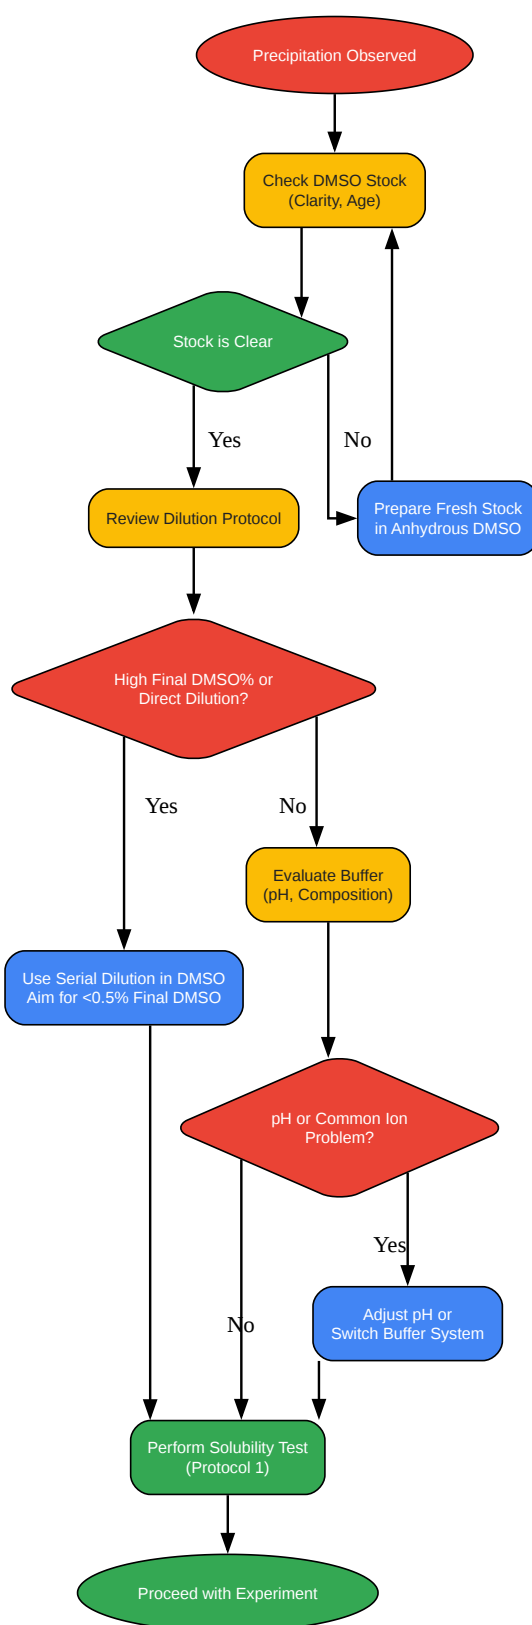 Precipitation Observed
Check DMSO Stock
(Clarity, Age)
Stock is Clear
Yes
No
Prepare Fresh Stock
in Anhydrous DMSO
Review Dilution Protocol
High Final DMSO% or
Direct Dilution?
Yes
No
Evaluate Buffer
(pH, Composition)
Use Serial Dilution in DMSO
Aim for <0.5% Final DMSO
pH or Common Ion
Problem?
Yes
No
Adjust pH or
Switch Buffer System
Perform Solubility Test
(Protocol 1)
Proceed with Experiment